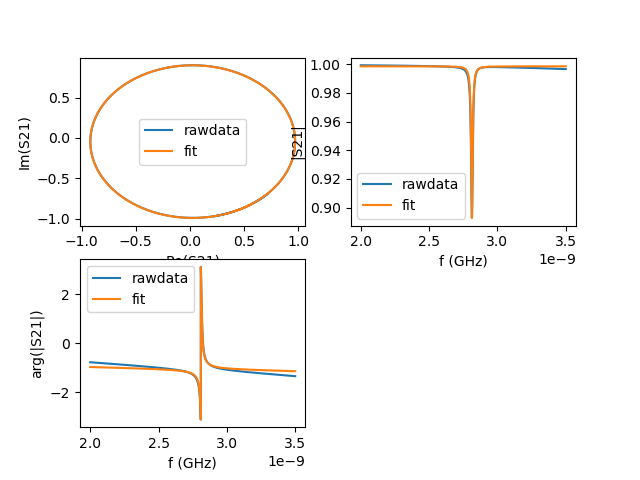 Im(S21)
0.5
0.0
−0.5
−1.0
−1.0
−0.5
0.0
0.5
1.0
Re(S21)
rawdata
fit
|S21|
1.00
0.98
0.96
0.94
0.92
0.90
rawdata
fit
2.0
2.5
3.0
3.5
f (GHz)
1e−9
arg(|S21|)
2
0
−2
rawdata
fit
2.0
2.5
3.0
3.5
f (GHz)
1e−9